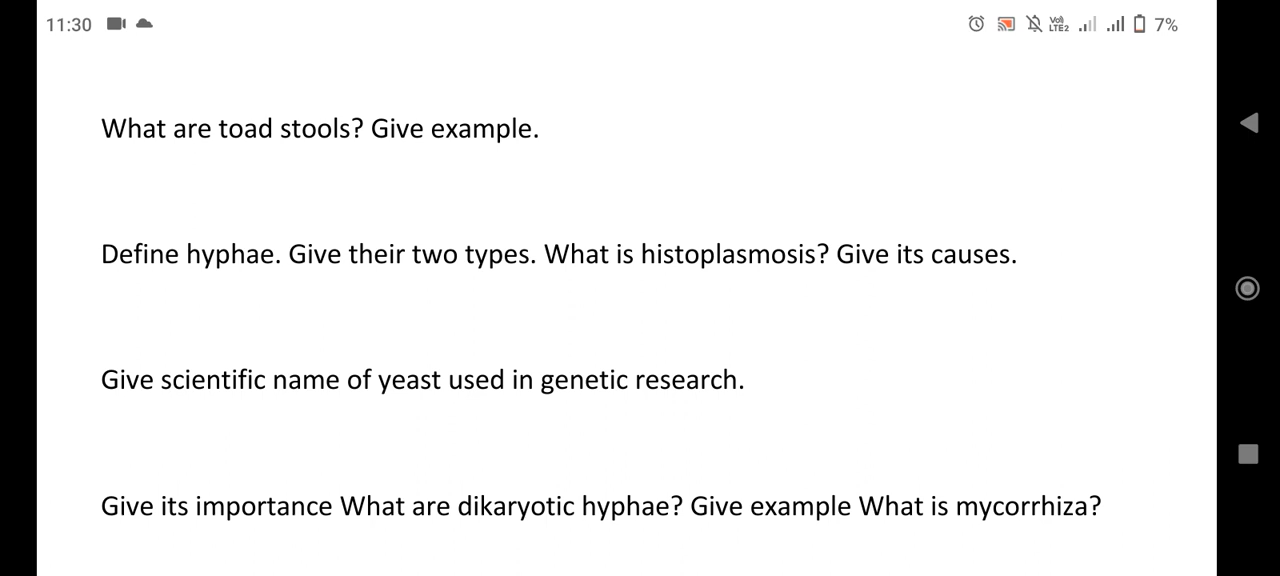 11:30 Vo) LTE2 7%
What are toad stools? Give example.
Define hyphae. Give their two types. What is histoplasmosis? Give its causes.
Give scientific name of yeast used in genetic research.
Give its importance What are dikaryotic hyphae? Give example What is mycorrhiza?